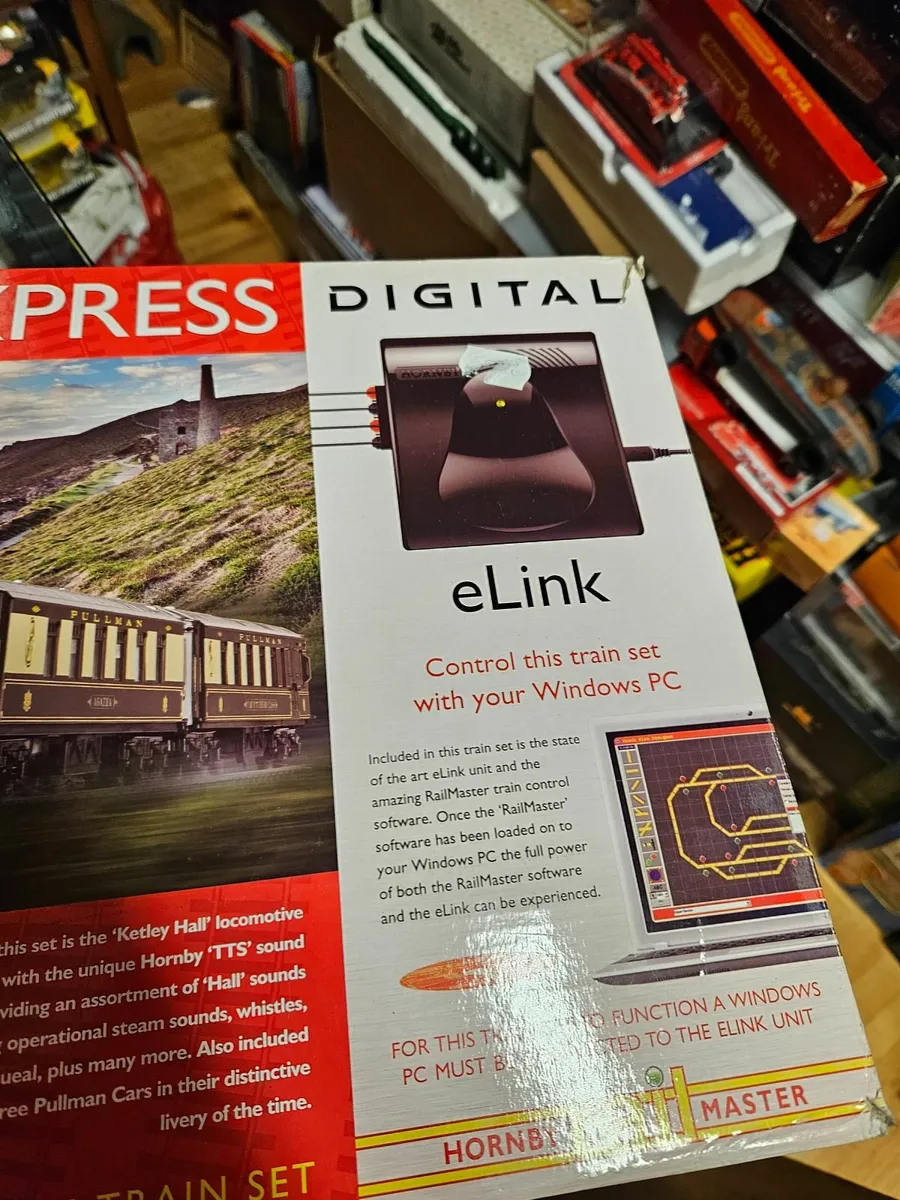 Triang
XPRESS
DIGITAL
HORNBY
eLink
Control this train set
with your Windows PC
PULLMAN
PULLMAN
AGATHA
Included in this train set is the state
of the art eLink unit and the
amazing RailMaster train control
software. Once the 'RailMaster'
software has been loaded on to
your Windows PC the full power
of both the RailMaster software
and the eLink can be experienced.
this set is the 'Ketley Hall' locomotive
with the unique Hornby 'TTS' sound
viding an assortment of 'Hall' sounds
operational steam sounds, whistles,
ueal, plus many more. Also included
ree Pullman Cars in their distinctive
livery of the time.
TRAIN SET
FOR THIS FUNCTION A WINDOWS
PC MUST TED TO THE ELINK UNIT
HORNBY MASTER